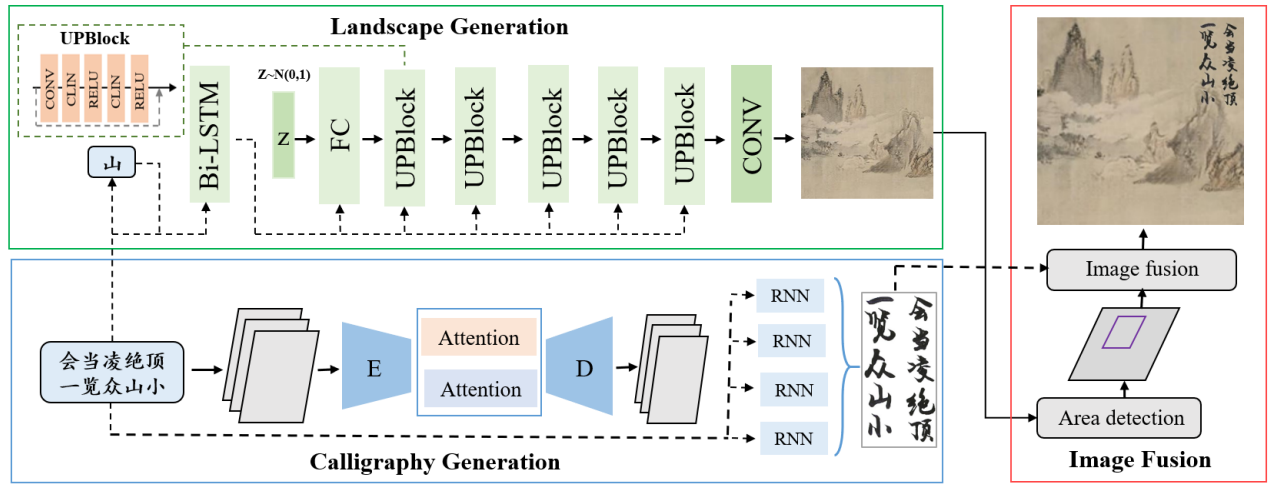 Landscape Generation
UPBlock
CONV
CLIN
RELU
CLIN
RELU
山
Bi-LSTM
Z~N(0,1)
Z
FC
UPBlock
UPBlock
UPBlock
UPBlock
UPBlock
CONV
会当凌绝顶
一览众山小
E
Attention
Attention
D
RNN
RNN
RNN
RNN
会当凌绝顶
一览众山小
Calligraphy Generation
会当凌绝顶
一览众山小
Image fusion
Area detection
Image Fusion